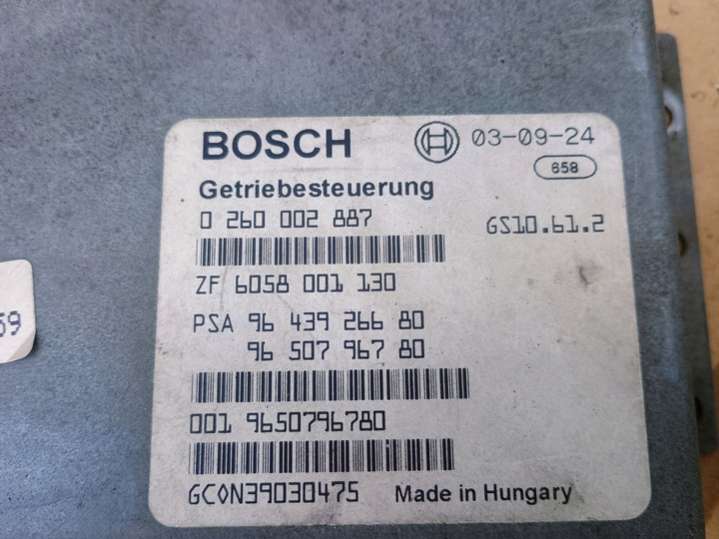 BOSCH 03-09-24
658
Getriebesteuerung
0 260 002 887 GS10.61.2
ZF 6058 001 130
PSA 96 439 266 80
96 507 967 80
001 9650796780
GC0N39030475 Made in Hungary
59